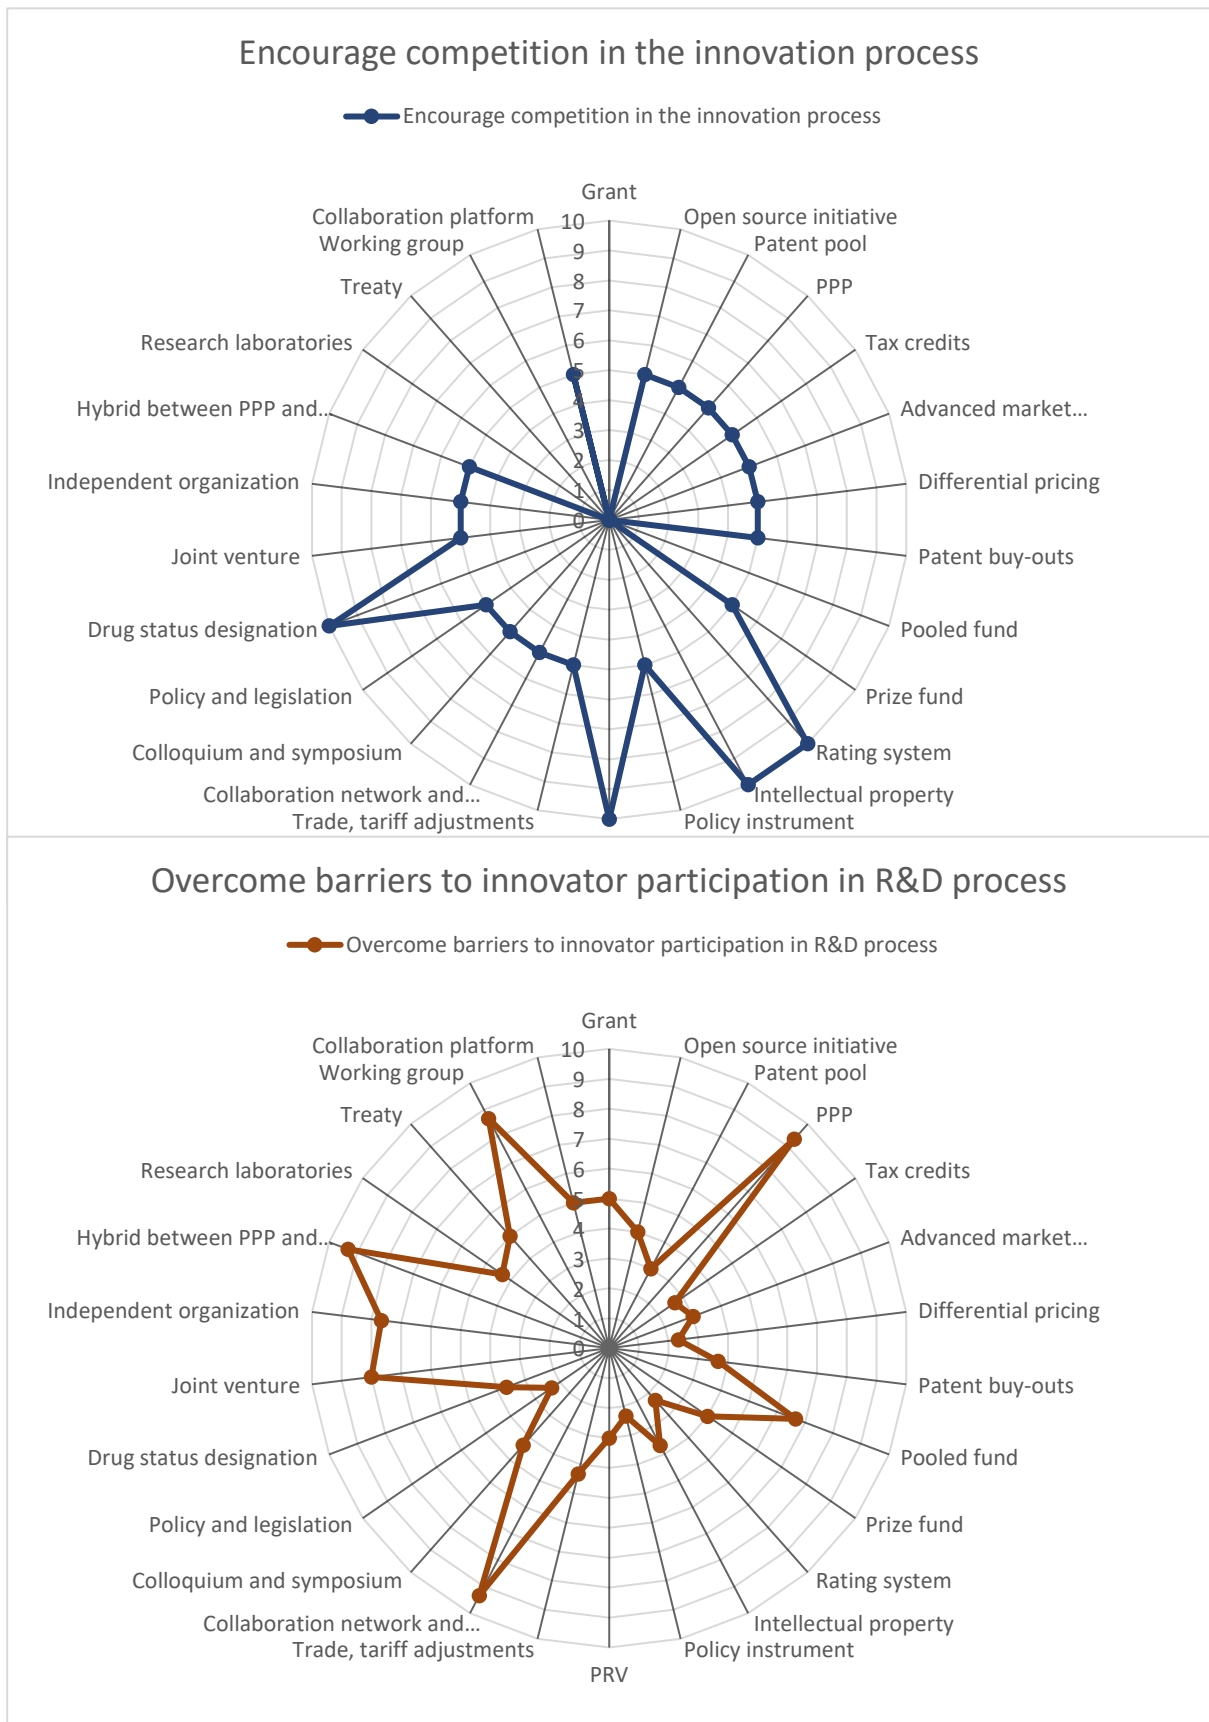 Encourage competition in the innovation process
Encourage competition in the innovation process
Grant
Collaboration platform
Open source initiative
Working group
Patent pool
Treaty
PPP
Research laboratories
Tax credits
Hybrid between PPP and...
Advanced market...
Independent organization
Differential pricing
Joint venture
Patent buy-outs
Drug status designation
Pooled fund
Policy and legislation
Prize fund
Colloquium and symposium
Rating system
Collaboration network and...
Intellectual property
Trade, tariff adjustments
Policy instrument
10
9
8
7
6
5
4
3
2
1
0
Overcome barriers to innovator participation in R&D process
Overcome barriers to innovator participation in R&D process
Grant
Collaboration platform
Open source initiative
Working group
Patent pool
Treaty
PPP
Research laboratories
Tax credits
Hybrid between PPP and...
Advanced market...
Independent organization
Differential pricing
Joint venture
Patent buy-outs
Drug status designation
Pooled fund
Policy and legislation
Prize fund
Colloquium and symposium
Rating system
Collaboration network and...
Intellectual property
Trade, tariff adjustments
Policy instrument
PRV
10
9
8
7
6
5
4
3
2
1
0